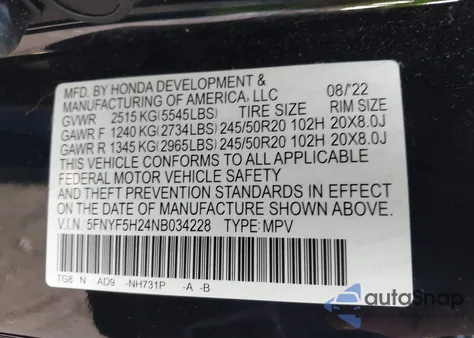 MFD. BY HONDA DEVELOPMENT &
MANUFACTURING OF AMERICA, LLC 08/'22
GVWR 2515 KG(5545LBS) TIRE SIZE RIM SIZE
GAWR F 1240 KG(2734LBS) 245/50R20 102H 20X8.0J
GAWR R 1345 KG(2965LBS) 245/50R20 102H 20X8.0J
THIS VEHICLE CONFORMS TO ALL APPLICABLE
FEDERAL MOTOR VEHICLE SAFETY
AND THEFT PREVENTION STANDARDS IN EFFECT
ON THE DATE OF MANUFACTURE SHOWN ABOVE.
V.I.N.: 5FNYF5H24NB034228 TYPE: MPV
TG8 N AD9 -NH731P -A -B
autoSnap